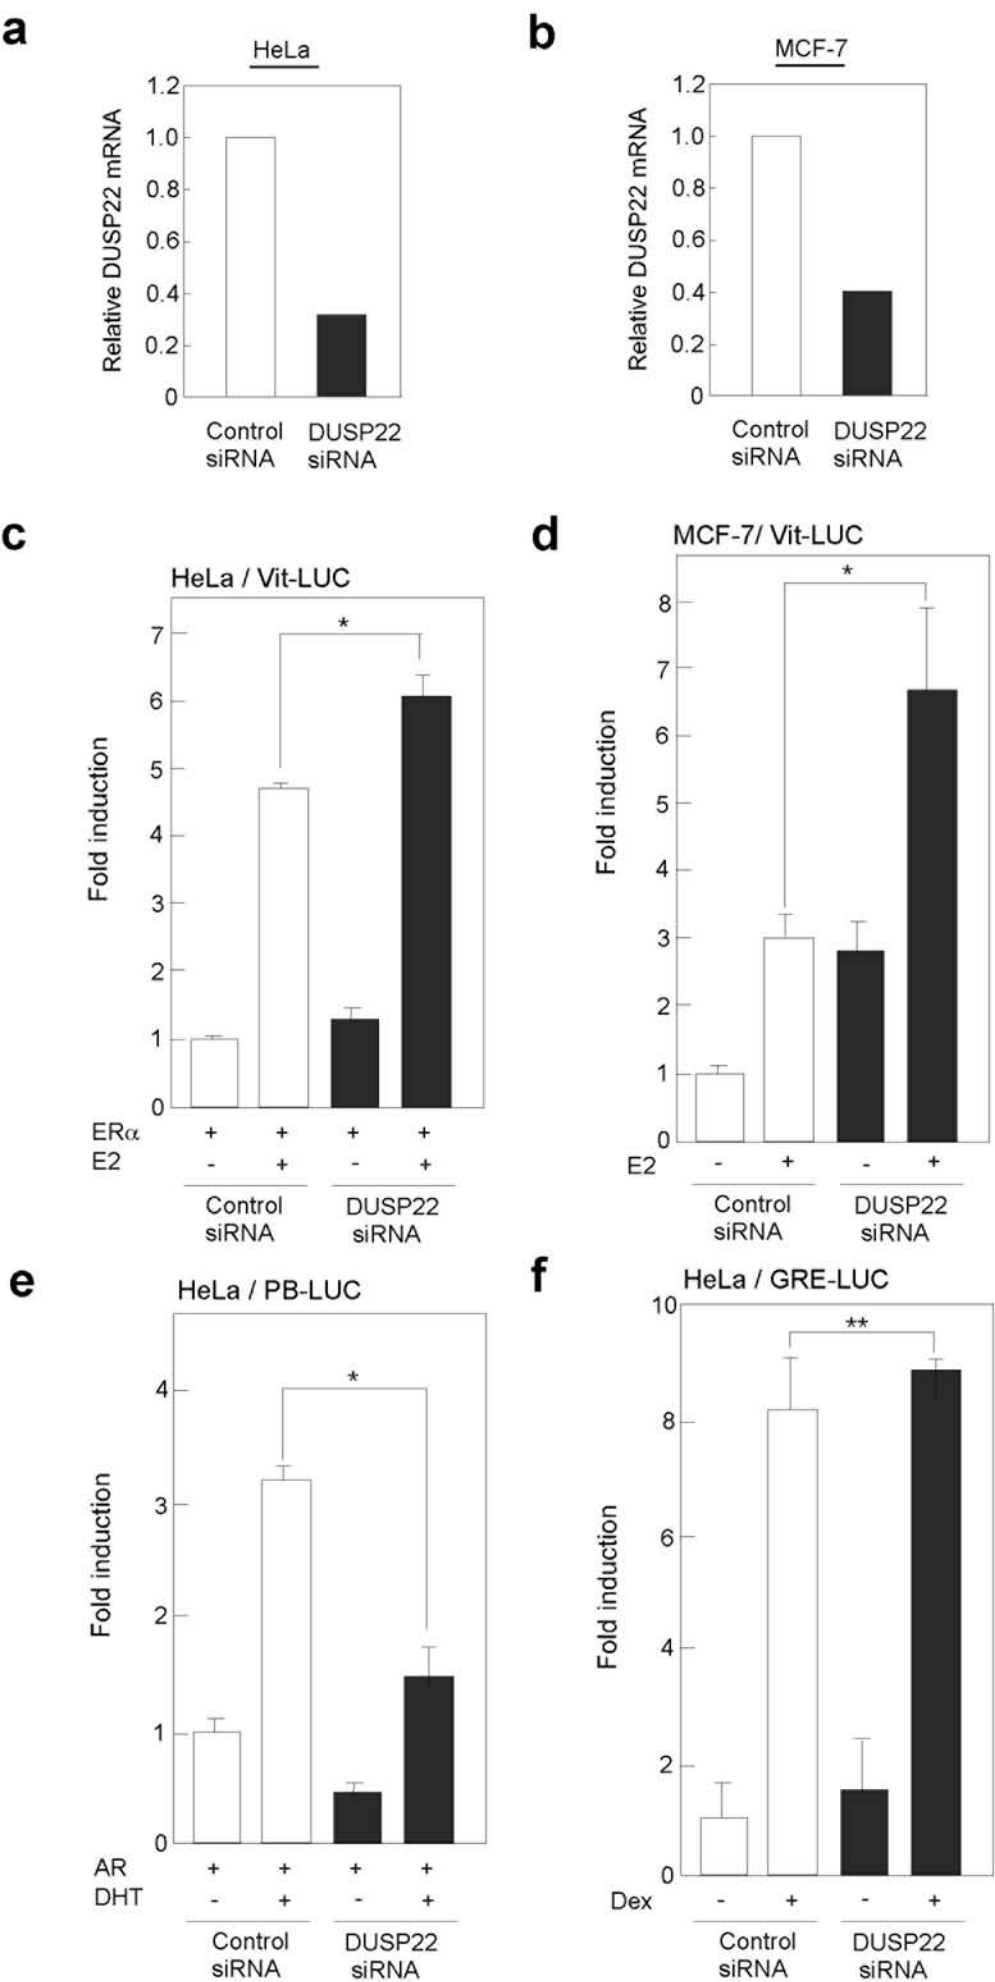 a
HeLa
Relative DUSP22 mRNA
1.2
1.0
0.8
0.6
0.4
0.2
0
Control
siRNA
DUSP22
siRNA
b
MCF-7
Relative DUSP22 mRNA
1.2
1.0
0.8
0.6
0.4
0.2
0
Control
siRNA
DUSP22
siRNA
c
HeLa / Vit-LUC
Fold induction
7
6
5
4
3
2
1
0
*
ERα + + + +
E2 - + - +
Control
siRNA
DUSP22
siRNA
d
MCF-7/ Vit-LUC
Fold induction
8
7
6
5
4
3
2
1
0
*
E2 - + - +
Control
siRNA
DUSP22
siRNA
e
HeLa / PB-LUC
Fold induction
4
3
2
1
0
*
AR + + + +
DHT - + - +
Control
siRNA
DUSP22
siRNA
f
HeLa / GRE-LUC
Fold induction
10
8
6
4
2
0
**
Dex - + - +
Control
siRNA
DUSP22
siRNA